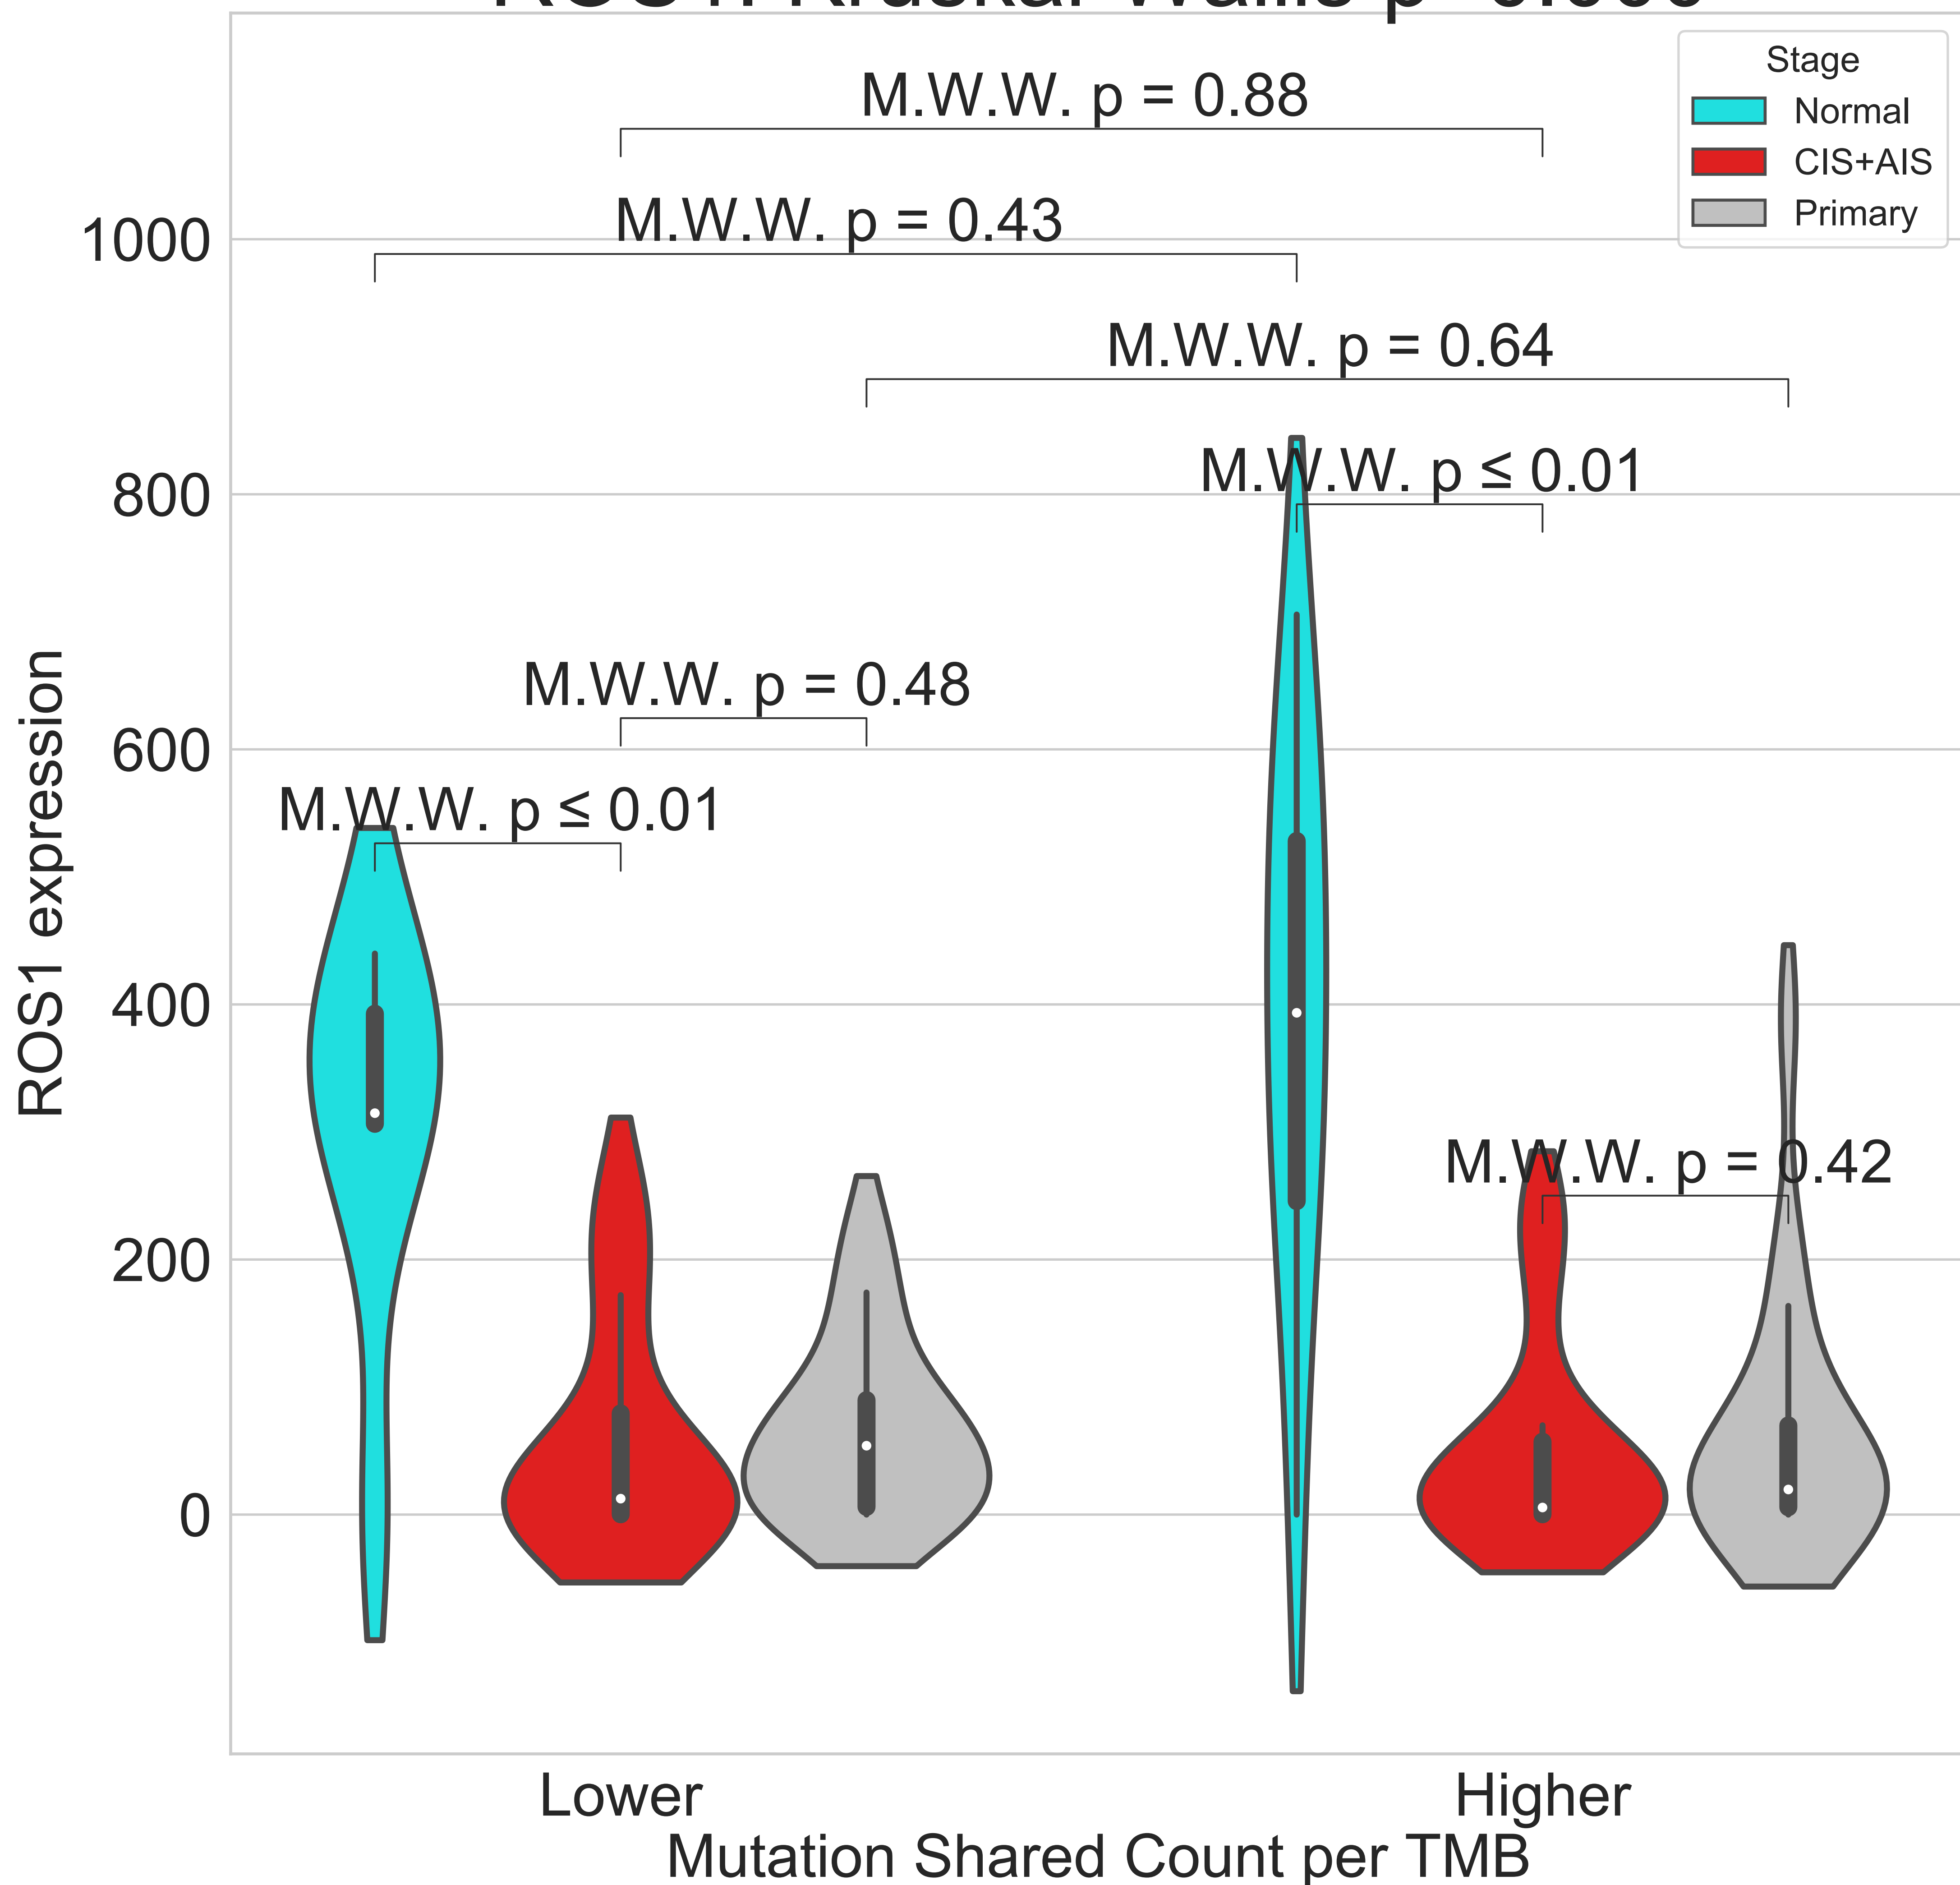 Stage
Normal
CIS+AIS
Primary
M.W.W. p = 0.88
M.W.W. p = 0.43
M.W.W. p = 0.64
M.W.W. p ≤ 0.01
M.W.W. p = 0.48
M.W.W. p ≤ 0.01
M.W.W. p = 0.42
1000
800
600
400
200
0
ROS1 expression
Lower
Higher
Mutation Shared Count per TMB